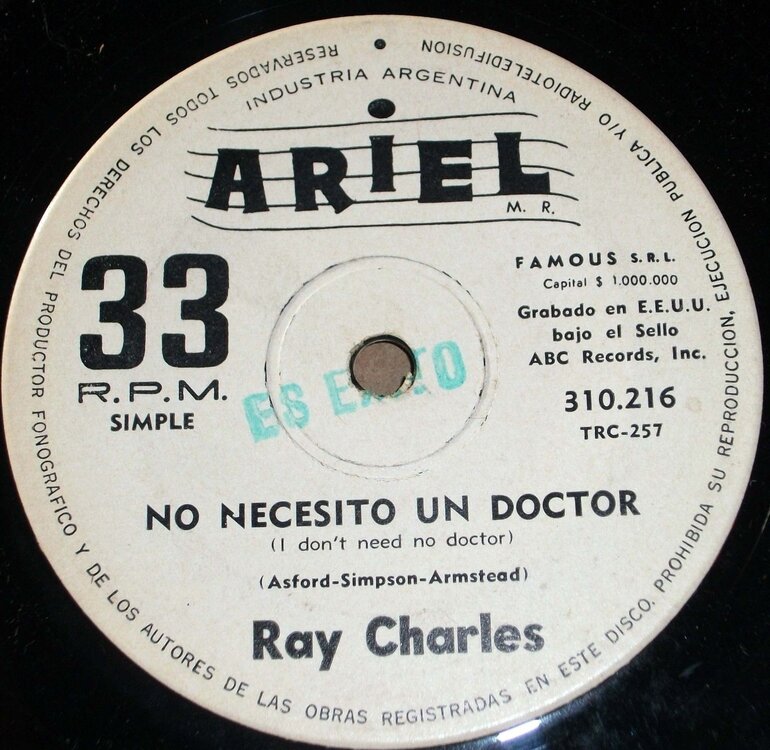 RESERVADOS TODOS LOS DERECHOS DEL PRODUCTOR FONOGRAFICO Y DE LOS AUTORES DE LAS OBRAS REGISTRADAS EN ESTE DISCO. PROHIBIDA SU REPRODUCCION, EJECUCION PUBLICA Y/O RADIOTELEDIFUSION
INDUSTRIA ARGENTINA
ARIEL
M. R.
33
R.P.M.
SIMPLE
FAMOUS S.R.L.
Capital $ 1.000.000
Grabado en E.E.U.U.
bajo el Sello
ABC Records, Inc.
310.216
TRC-257
ES EXITO
NO NECESITO UN DOCTOR
(I don't need no doctor)
(Asford-Simpson-Armstead)
Ray Charles